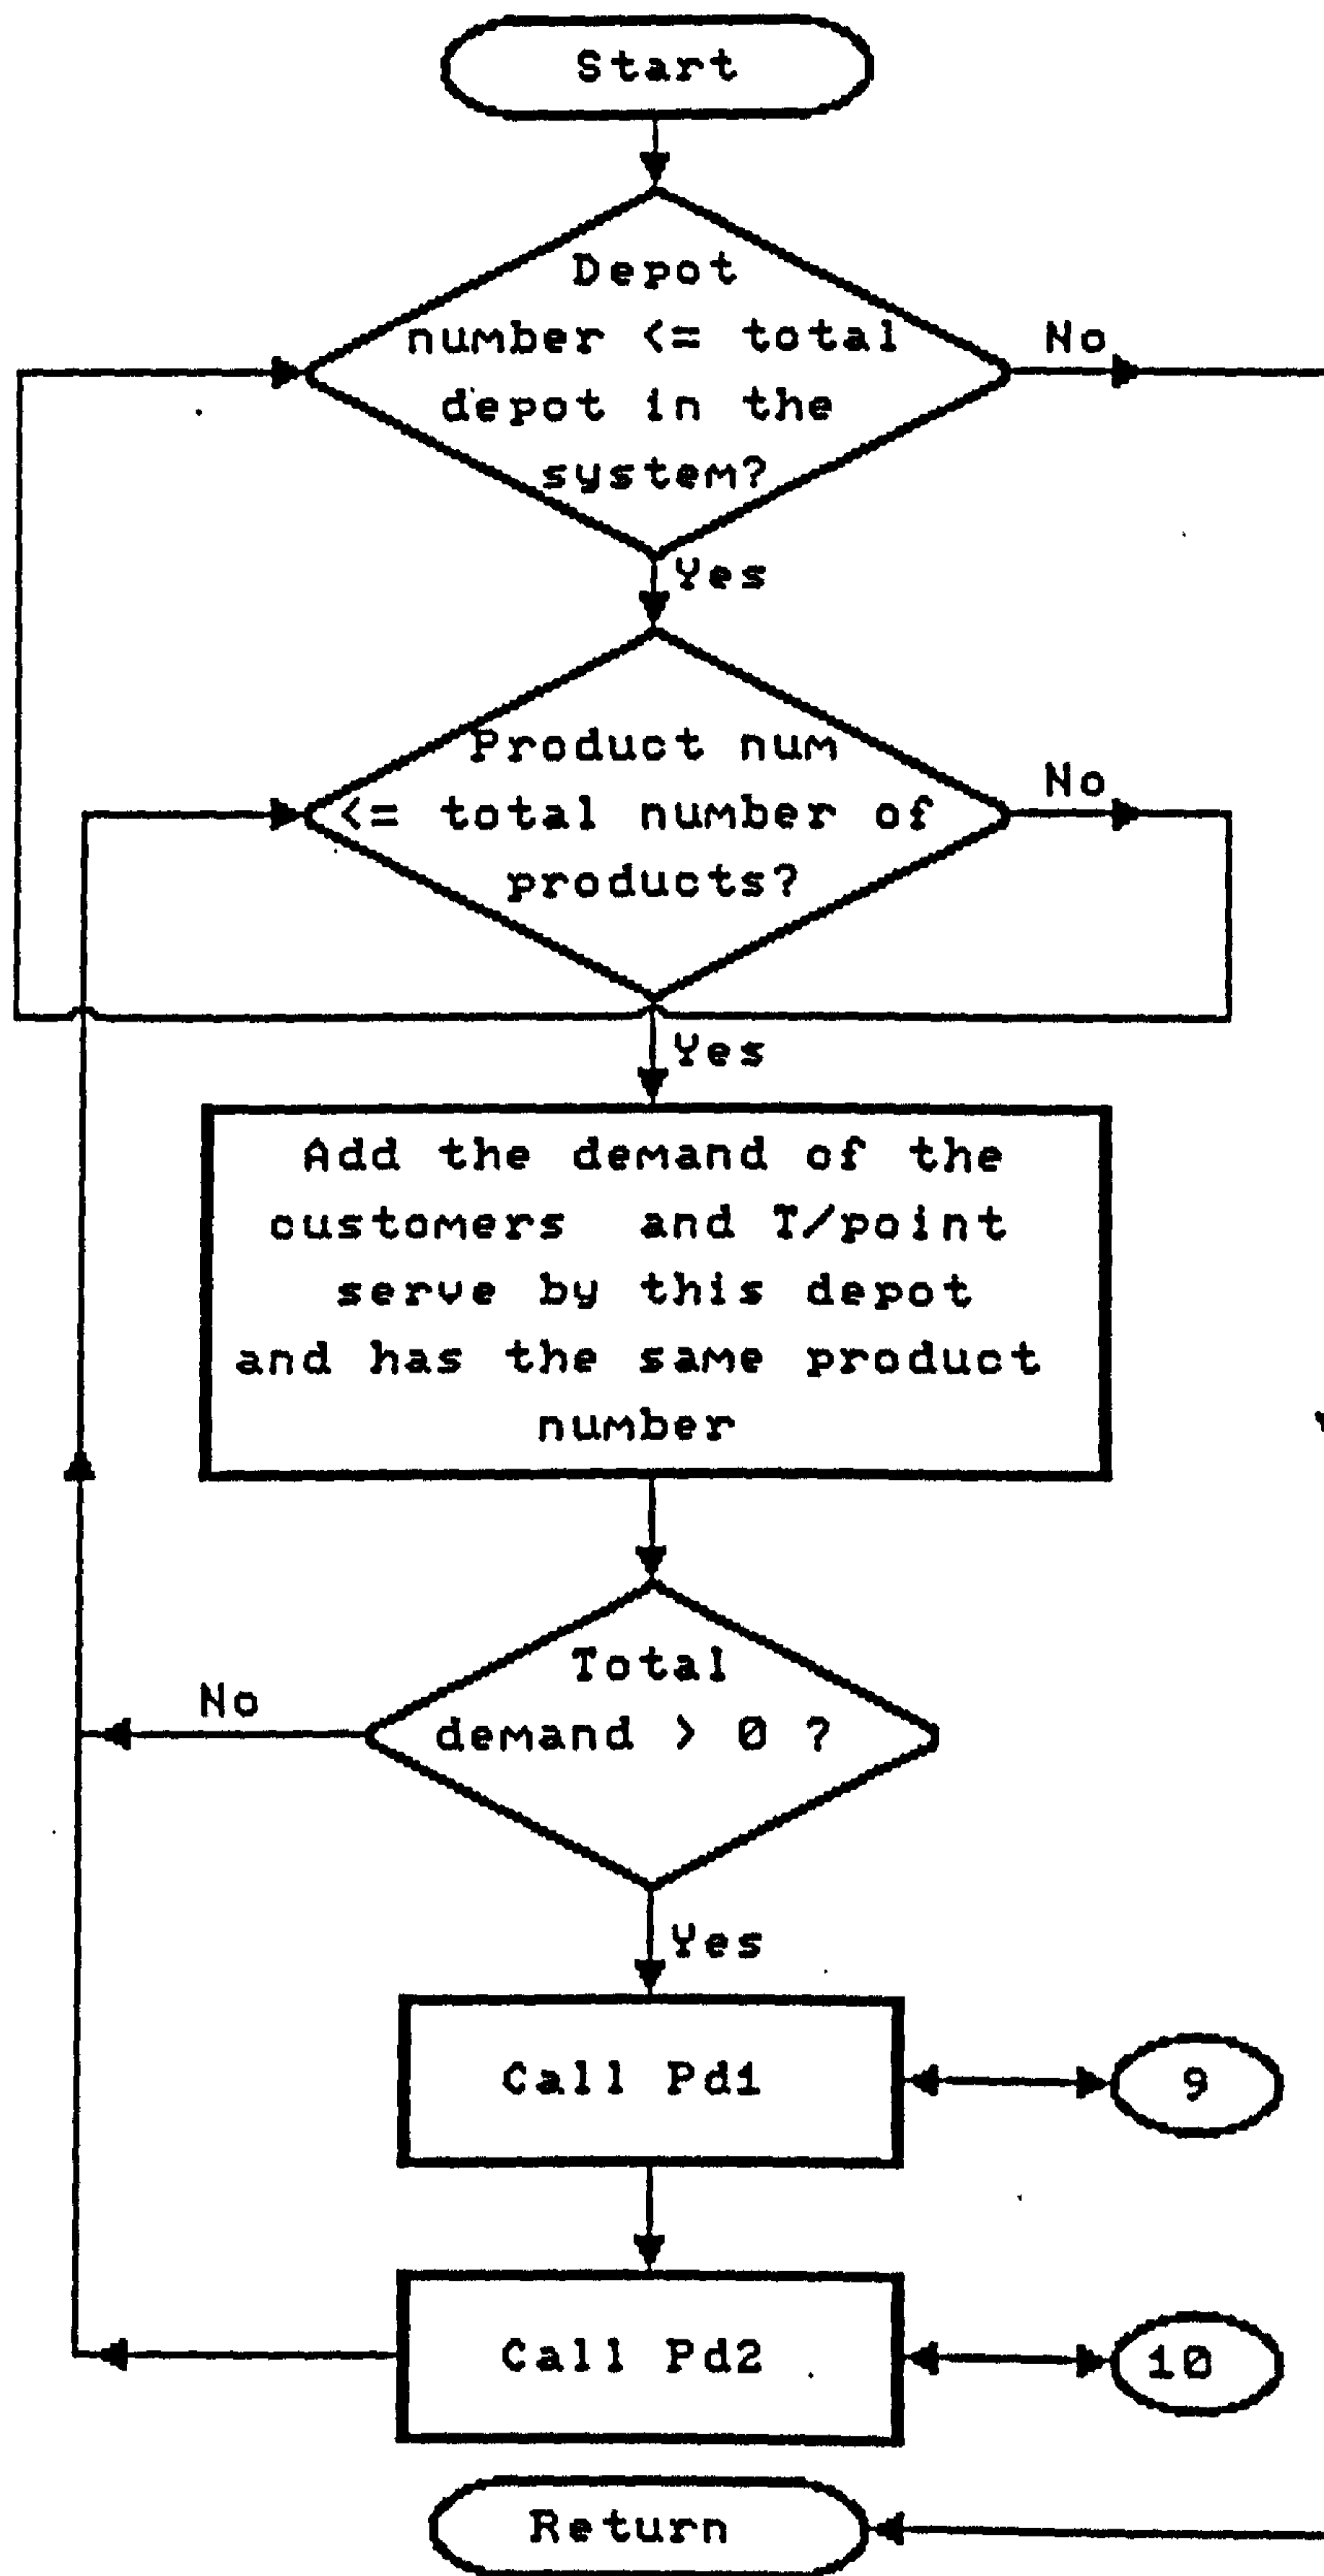 Start
Depot
number <= total
depot in the
system?
No
Yes
Product num
<= total number of
products?
No
Yes
Add the demand of the
customers and T/point
serve by this depot
and has the same product
number
Total
demand > 0 ?
No
Yes
Call Pd1
9
Call Pd2
10
Return